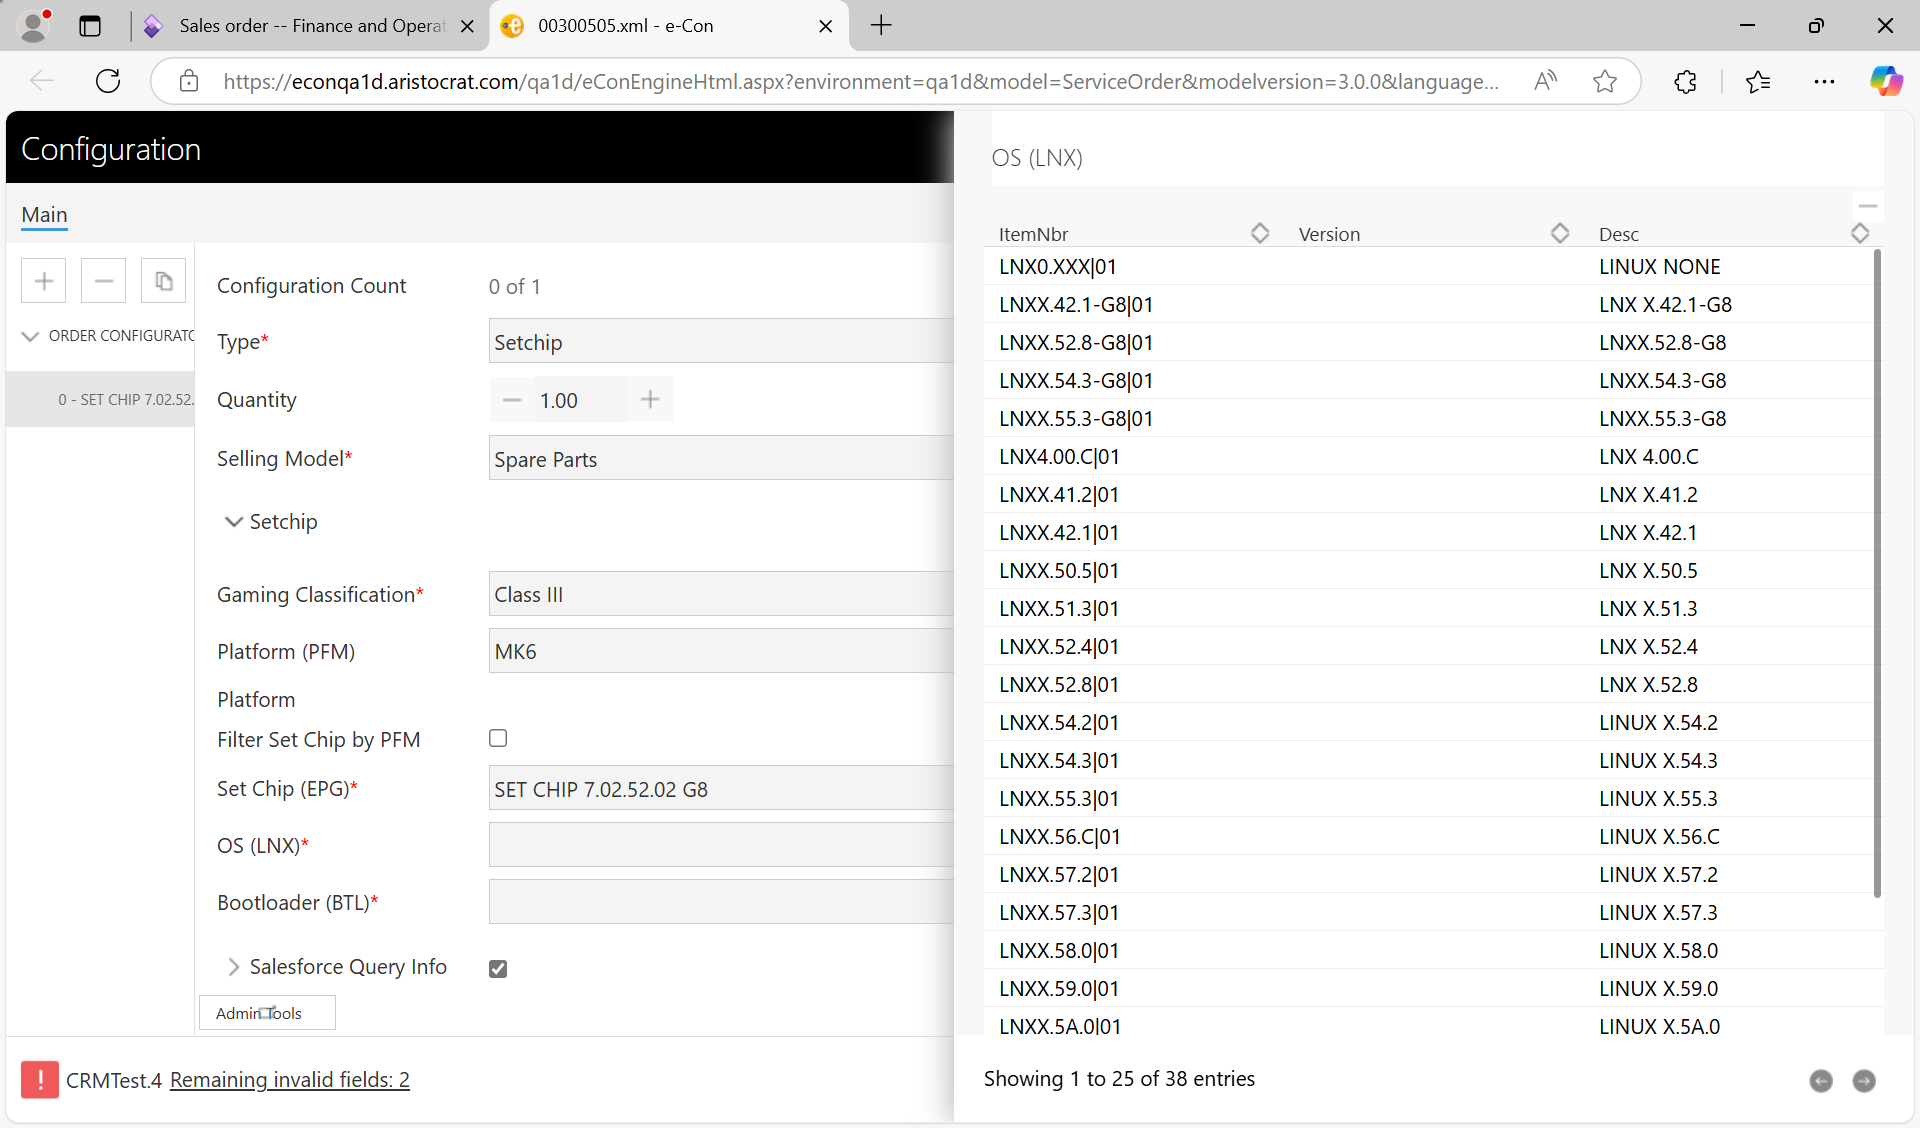 Sales order -- Finance and Operat
00300505.xml - e-Con
https://econqa1d.aristocrat.com/qa1d/eConEngineHtml.aspx?environment=qa1d&model=ServiceOrder&modelversion=3.0.0&language...
Configuration
Main
ORDER CONFIGURATO
0 - SET CHIP 7.02.52.
Configuration Count 0 of 1
Type* Setchip
Quantity 1.00
Selling Model* Spare Parts
Setchip
Gaming Classification* Class III
Platform (PFM) MK6
Platform
Filter Set Chip by PFM
Set Chip (EPG)* SET CHIP 7.02.52.02 G8
OS (LNX)*
Bootloader (BTL)*
Salesforce Query Info
Admin Tools
CRMTest.4 Remaining invalid fields: 2
OS (LNX)
ItemNbr Version Desc
LNX0.XXX|01 LINUX NONE
LNXX.42.1-G8|01 LNX X.42.1-G8
LNXX.52.8-G8|01 LNXX.52.8-G8
LNXX.54.3-G8|01 LNXX.54.3-G8
LNXX.55.3-G8|01 LNXX.55.3-G8
LNX4.00.C|01 LNX 4.00.C
LNXX.41.2|01 LNX X.41.2
LNXX.42.1|01 LNX X.42.1
LNXX.50.5|01 LNX X.50.5
LNXX.51.3|01 LNX X.51.3
LNXX.52.4|01 LNX X.52.4
LNXX.52.8|01 LNX X.52.8
LNXX.54.2|01 LINUX X.54.2
LNXX.54.3|01 LINUX X.54.3
LNXX.55.3|01 LINUX X.55.3
LNXX.56.C|01 LINUX X.56.C
LNXX.57.2|01 LINUX X.57.2
LNXX.57.3|01 LINUX X.57.3
LNXX.58.0|01 LINUX X.58.0
LNXX.59.0|01 LINUX X.59.0
LNXX.5A.0|01 LINUX X.5A.0
Showing 1 to 25 of 38 entries